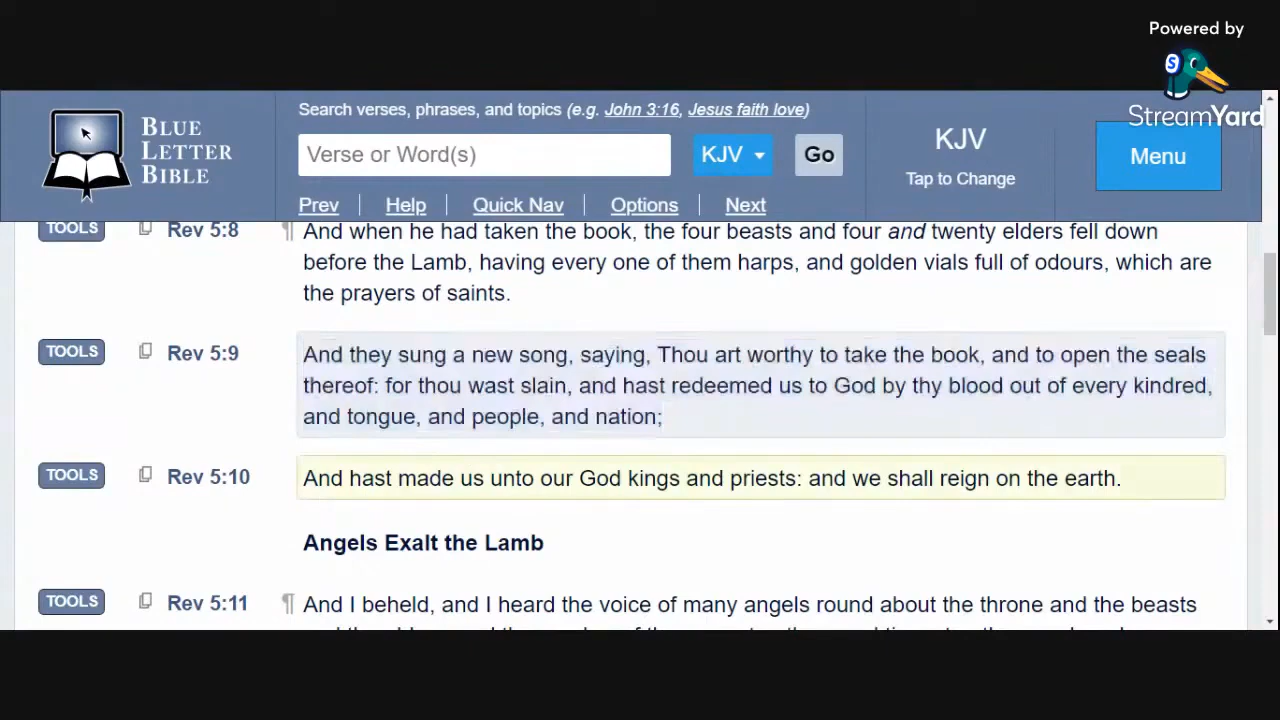 Powered by
StreamYard
BLUE
LETTER
BIBLE
Search verses, phrases, and topics (e.g. John 3:16, Jesus faith love)
Verse or Word(s)
KJV
Go
KJV
Tap to Change
Menu
Prev
Help
Quick Nav
Options
Next
TOOLS Rev 5:8 ¶ And when he had taken the book, the four beasts and four and twenty elders fell down
before the Lamb, having every one of them harps, and golden vials full of odours, which are
the prayers of saints.
TOOLS Rev 5:9 And they sung a new song, saying, Thou art worthy to take the book, and to open the seals
thereof: for thou wast slain, and hast redeemed us to God by thy blood out of every kindred,
and tongue, and people, and nation;
TOOLS Rev 5:10 And hast made us unto our God kings and priests: and we shall reign on the earth.
Angels Exalt the Lamb
TOOLS Rev 5:11 ¶ And I beheld, and I heard the voice of many angels round about the throne and the beasts